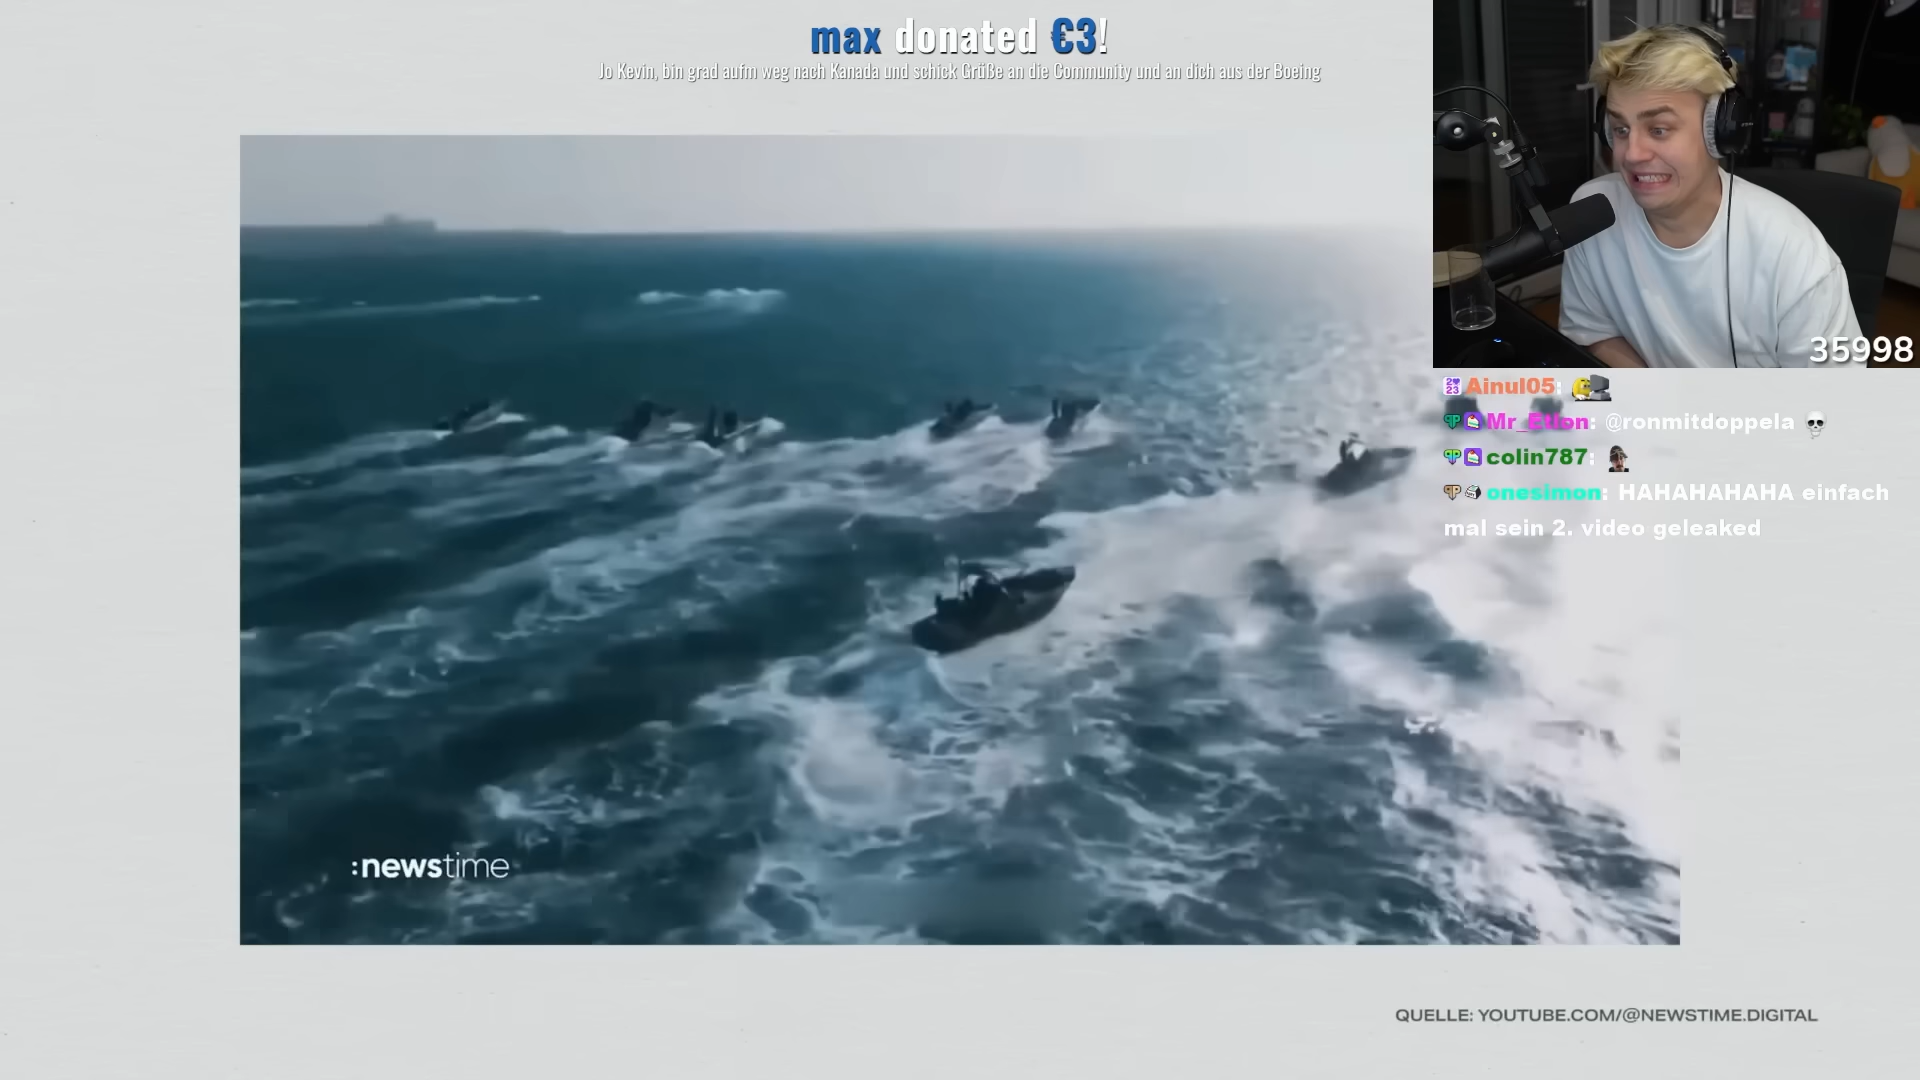 max donated €3!
Jo Kevin, bin grad aufm weg nach Kanada und schick Grüße an die Community und an dich aus der Boeing
35998
Ainul05:
Mr_Etion: @ronmitdoppela
colin787:
onesimon: HAHAHAHAHA einfach
mal sein 2. video geleaked
:newstime
QUELLE: YOUTUBE.COM/@NEWSTIME.DIGITAL